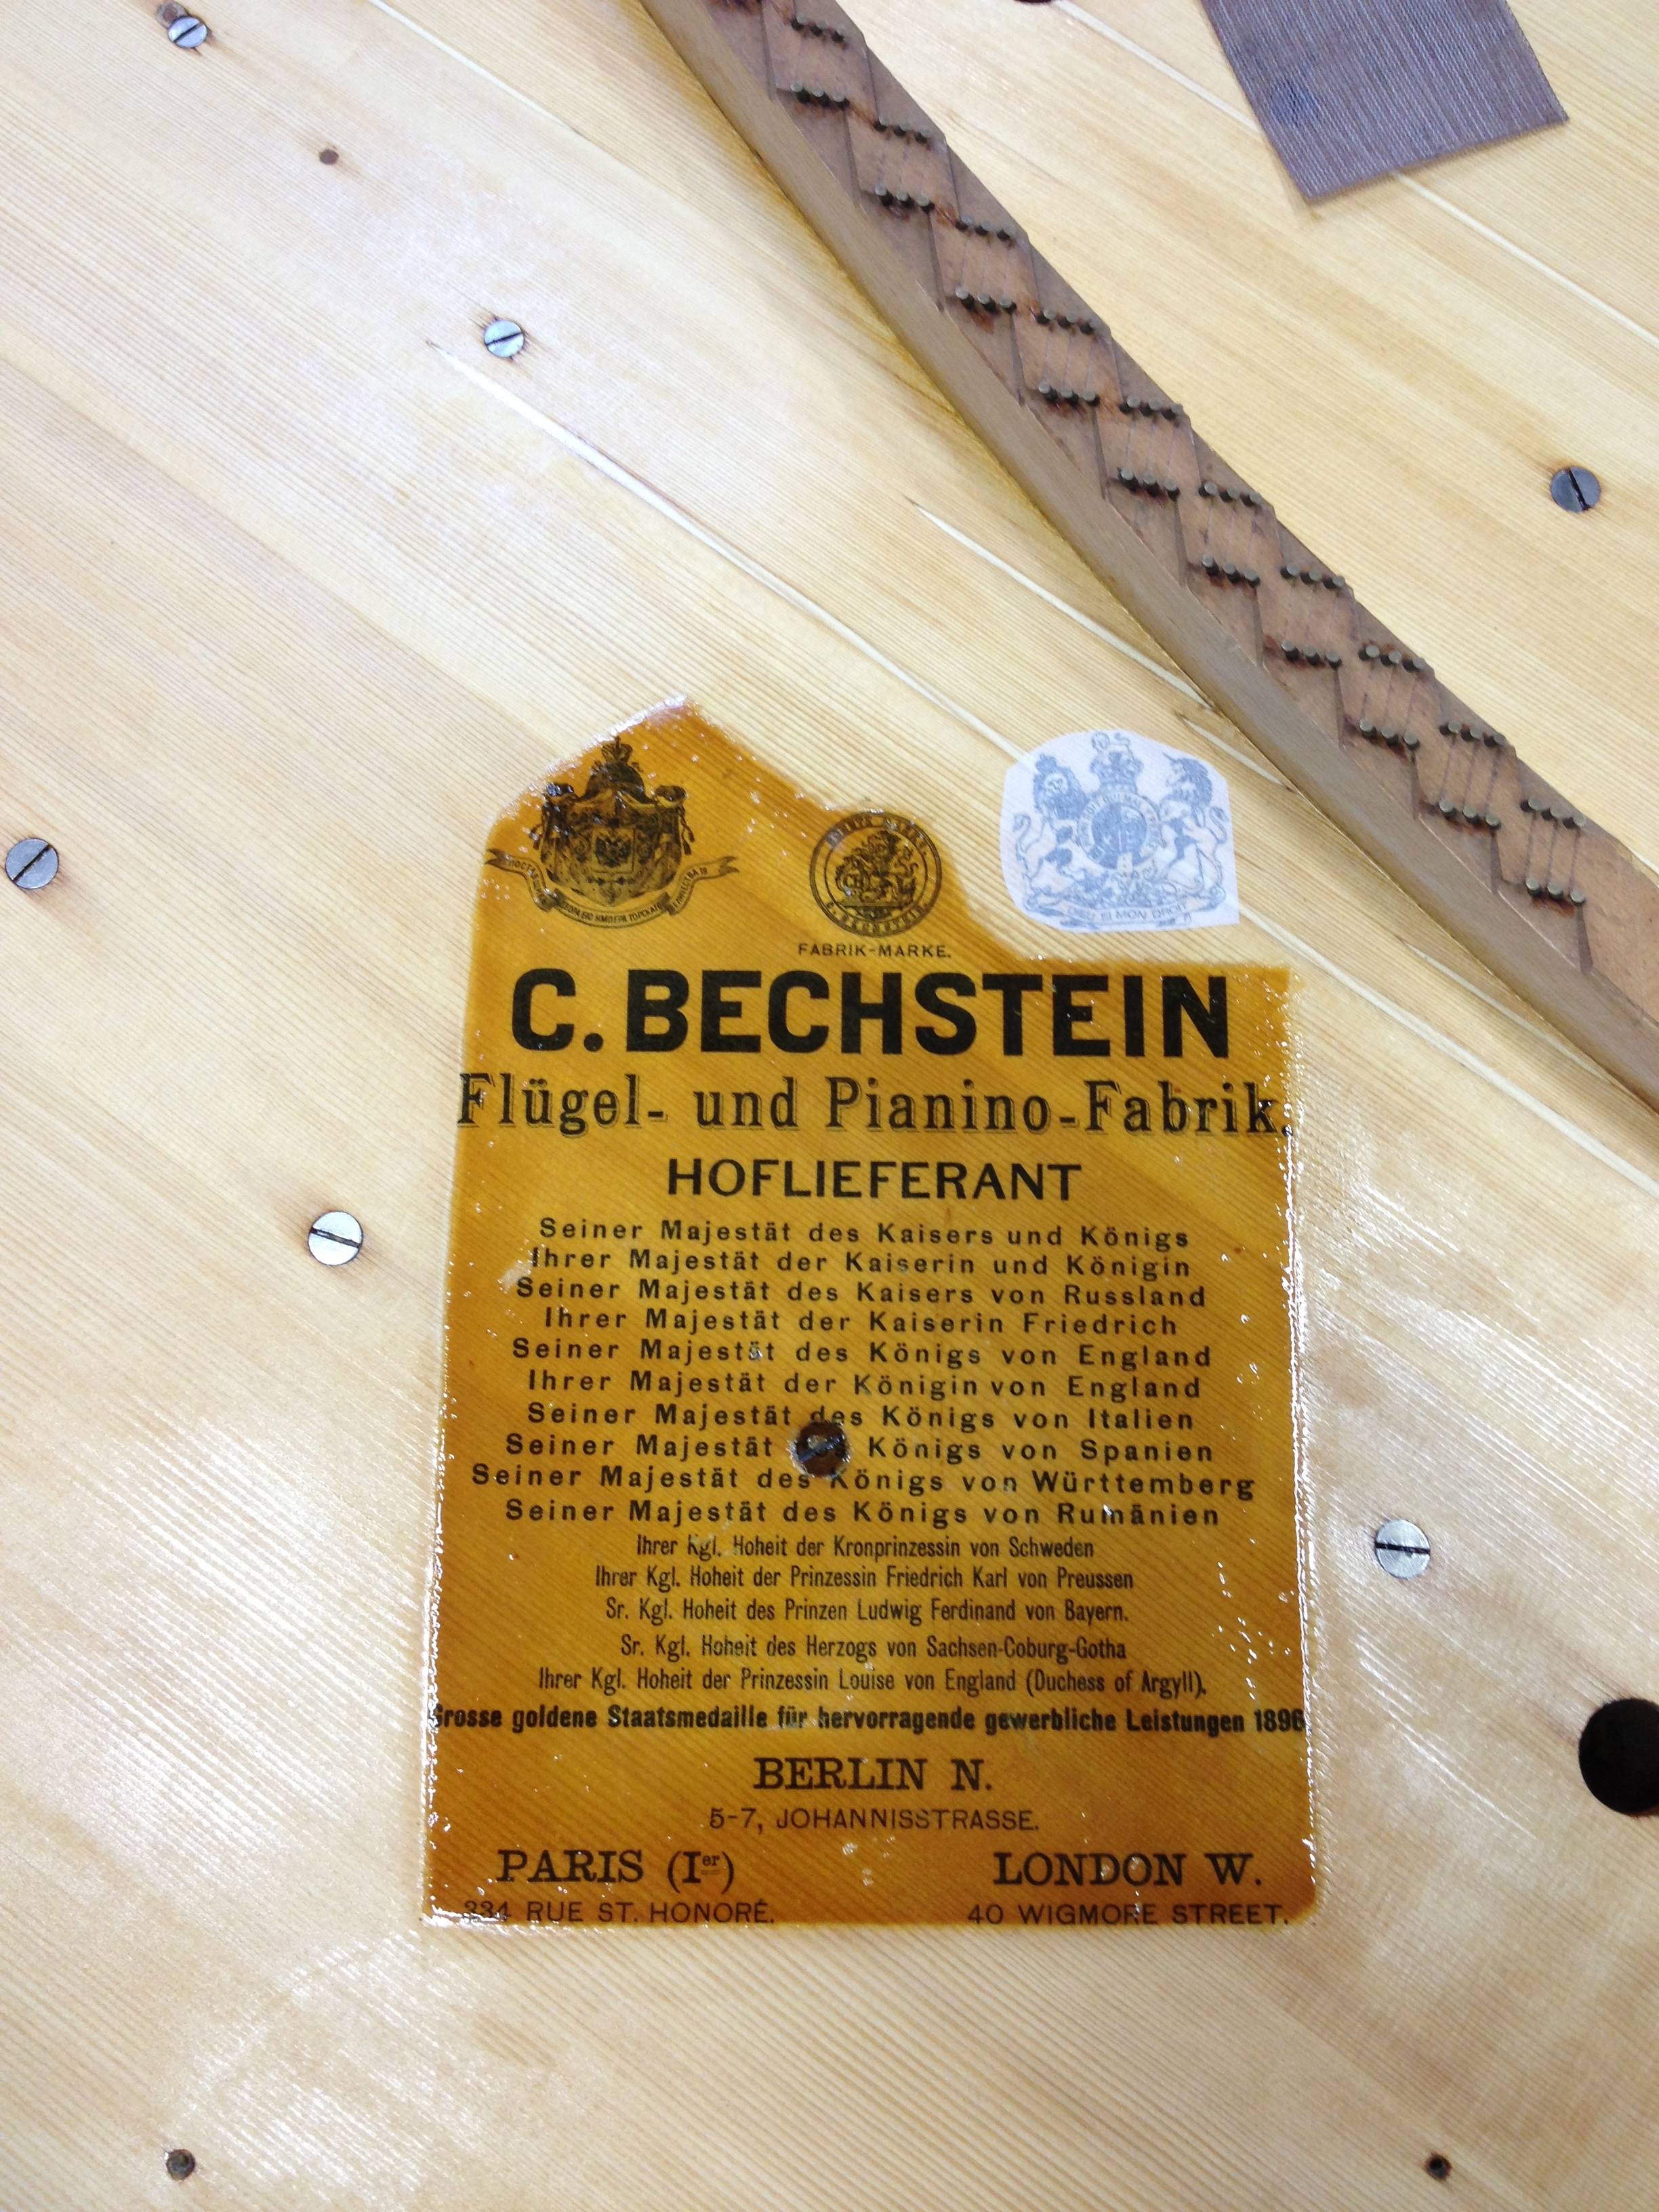 FABRIK-MARKE.
C. BECHSTEIN
Flügel- und Pianino-Fabrik.
HOFLIEFERANT
Seiner Majestät des Kaisers und Königs
Ihrer Majestät der Kaiserin und Königin
Seiner Majestät des Kaisers von Russland
Ihrer Majestät der Kaiserin Friedrich
Seiner Majestät des Königs von England
Ihrer Majestät der Königin von England
Seiner Majestät des Königs von Italien
Seiner Majestät Königs von Spanien
Seiner Majestät des Königs von Württemberg
Seiner Majestät des Königs von Rumänien
Ihrer Kgl. Hoheit der Kronprinzessin von Schweden
Ihrer Kgl. Hoheit der Prinzessin Friedrich Karl von Preussen
Sr. Kgl. Hoheit des Prinzen Ludwig Ferdinand von Bayern.
Sr. Kgl. Hoheit des Herzogs von Sachsen-Coburg-Gotha
Ihrer Kgl. Hoheit der Prinzessin Louise von England (Duchess of Argyll).
Grosse goldene Staatsmedaille für hervorragende gewerbliche Leistungen 1896
BERLIN N.
5-7, JOHANNISSTRASSE.
PARIS (Ier)
LONDON W.
334 RUE ST. HONORÉ.
40 WIGMORE STREET.